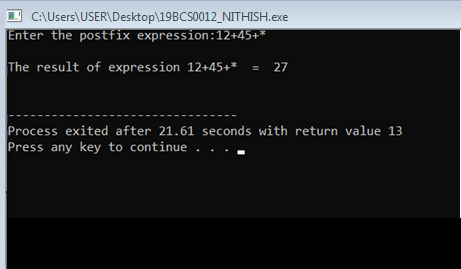 C:\Users\USER\Desktop\19BCS0012_NITHISH.exe
Enter the postfix expression:12+45+*
The result of expression 12+45+*  =  27
--------------------------------
Process exited after 21.61 seconds with return value 13
Press any key to continue . . .